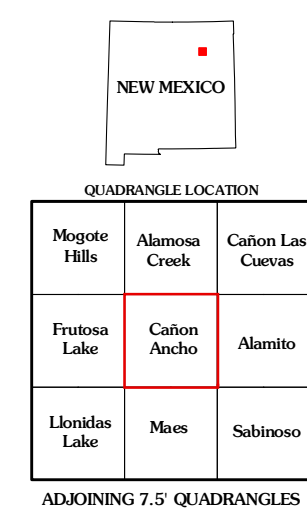 NEW MEXICO
QUADRANGLE LOCATION
Mogote
Hills
Alamosa
Creek
Cañon Las
Cuevas
Frutosa
Lake
Cañon
Ancho
Alamito
Llonidas
Lake
Maes
Sabinoso
ADJOINING 7.5' QUADRANGLES